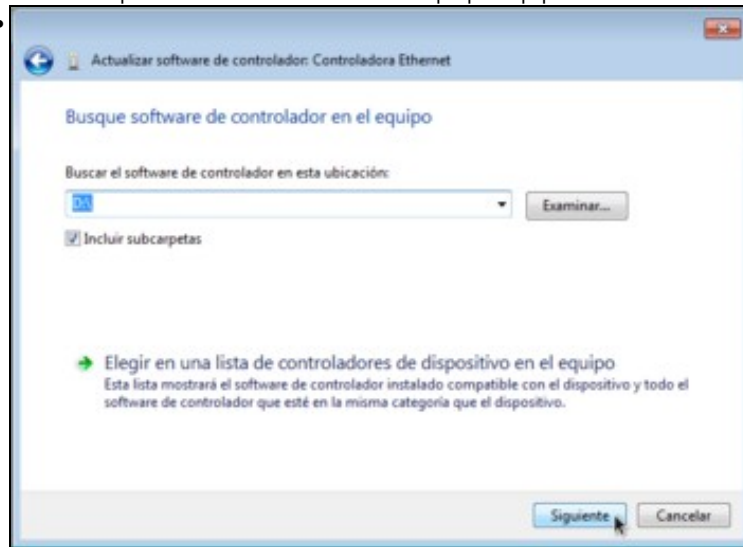 Actualizar software de controlador: Controladora Ethernet
Busque software de controlador en el equipo
Buscar el software de controlador en esta ubicación:
D:\
Examinar...
Incluir subcarpetas
Elegir en una lista de controladores de dispositivo en el equipo
Esta lista mostrará el software de controlador instalado compatible con el dispositivo y todo el
software de controlador que esté en la misma categoría que el dispositivo.
Siguiente
Cancelar